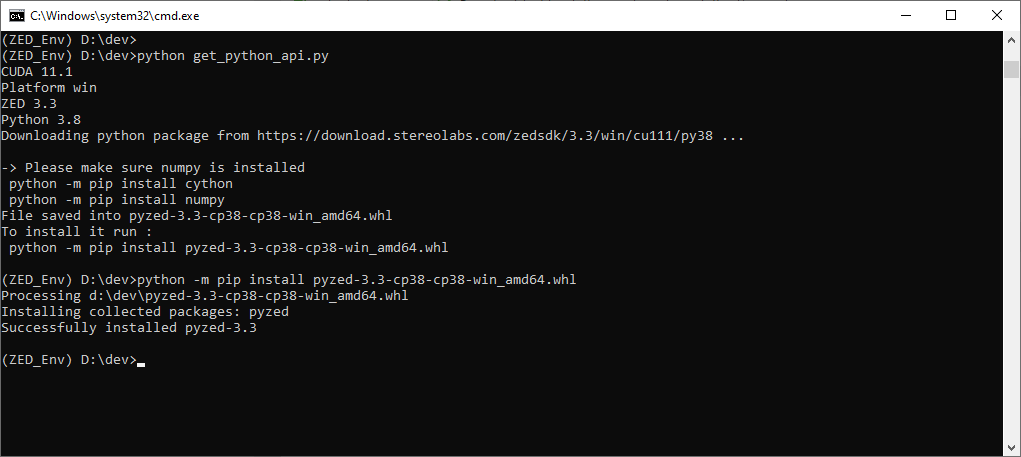 C:\Windows\system32\cmd.exe
(ZED_Env) D:\dev>
(ZED_Env) D:\dev>python get_python_api.py
CUDA 11.1
Platform win
ZED 3.3
Python 3.8
Downloading python package from https://download.stereolabs.com/zedsdk/3.3/win/cu111/py38 ...
-> Please make sure numpy is installed
python -m pip install cython
python -m pip install numpy
File saved into pyzed-3.3-cp38-cp38-win_amd64.whl
To install it run :
python -m pip install pyzed-3.3-cp38-cp38-win_amd64.whl
(ZED_Env) D:\dev>python -m pip install pyzed-3.3-cp38-cp38-win_amd64.whl
Processing d:\dev\pyzed-3.3-cp38-cp38-win_amd64.whl
Installing collected packages: pyzed
Successfully installed pyzed-3.3
(ZED_Env) D:\dev>